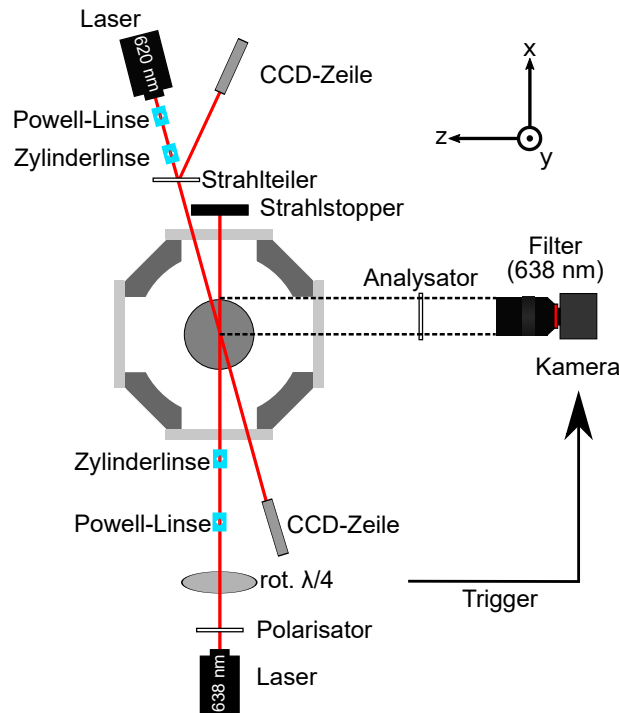 Laser
620 nm
CCD-Zeile
Powell-Linse
Zylinderlinse
Strahlteiler
Strahlstopper
x
z
y
Analysator
Filter
(638 nm)
Kamera
Zylinderlinse
Powell-Linse
CCD-Zeile
rot. λ/4
Trigger
Polarisator
Laser
638 nm